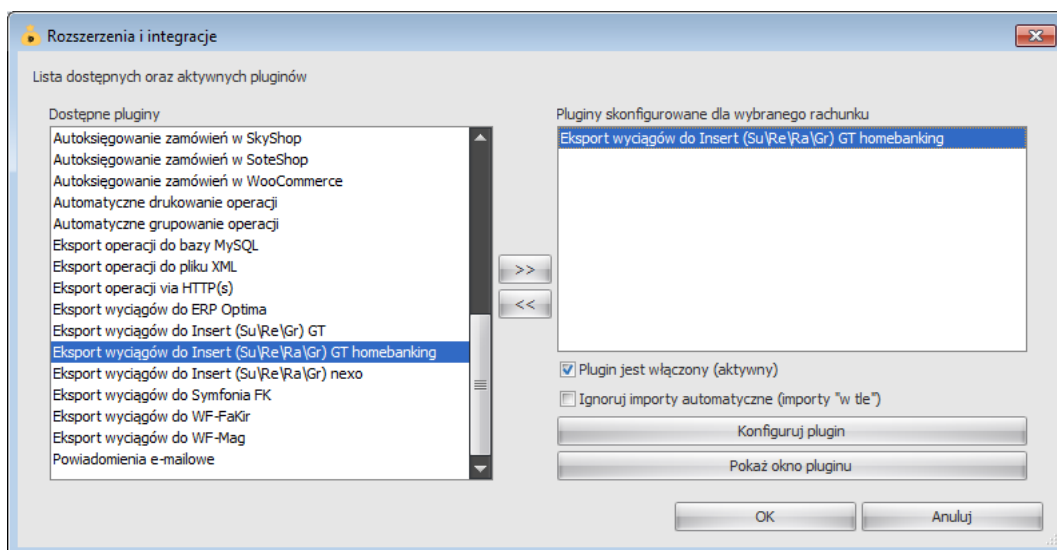 Rozszerzenia i integracje
Lista dostępnych oraz aktywnych pluginów
Dostępne pluginy
Autoksięgowanie zamówień w SkyShop
Autoksięgowanie zamówień w SoteShop
Autoksięgowanie zamówień w WooCommerce
Automatyczne drukowanie operacji
Automatyczne grupowanie operacji
Eksport operacji do bazy MySQL
Eksport operacji do pliku XML
Eksport operacji via HTTP(s)
Eksport wyciągów do ERP Optima
Eksport wyciągów do Insert (Su\Re\Gr) GT
Eksport wyciągów do Insert (Su\Re\Ra\Gr) GT homebanking
Eksport wyciągów do Insert (Su\Re\Ra\Gr) nexo
Eksport wyciągów do Symfonia FK
Eksport wyciągów do WF-FaKir
Eksport wyciągów do WF-Mag
Powiadomienia e-mailowe
>>
<<
Pluginy skonfigurowane dla wybranego rachunku
Eksport wyciągów do Insert (Su\Re\Ra\Gr) GT homebanking
Plugin jest włączony (aktywny)
Ignoruj importy automatyczne (importy "w tle")
Konfiguruj plugin
Pokaż okno pluginu
OK
Anuluj